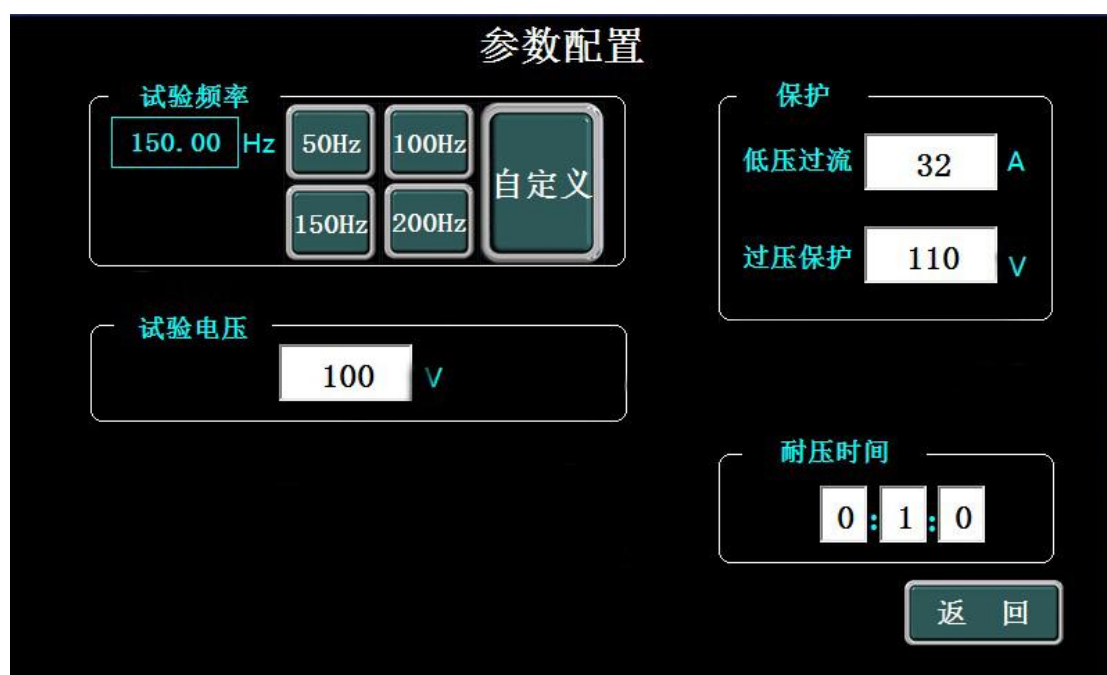 参数配置
试验频率
150.00 Hz
50Hz 100Hz
150Hz 200Hz
自定义
试验电压
100 V
保护
低压过流 32 A
过压保护 110 V
耐压时间
0 : 1 : 0
返 回